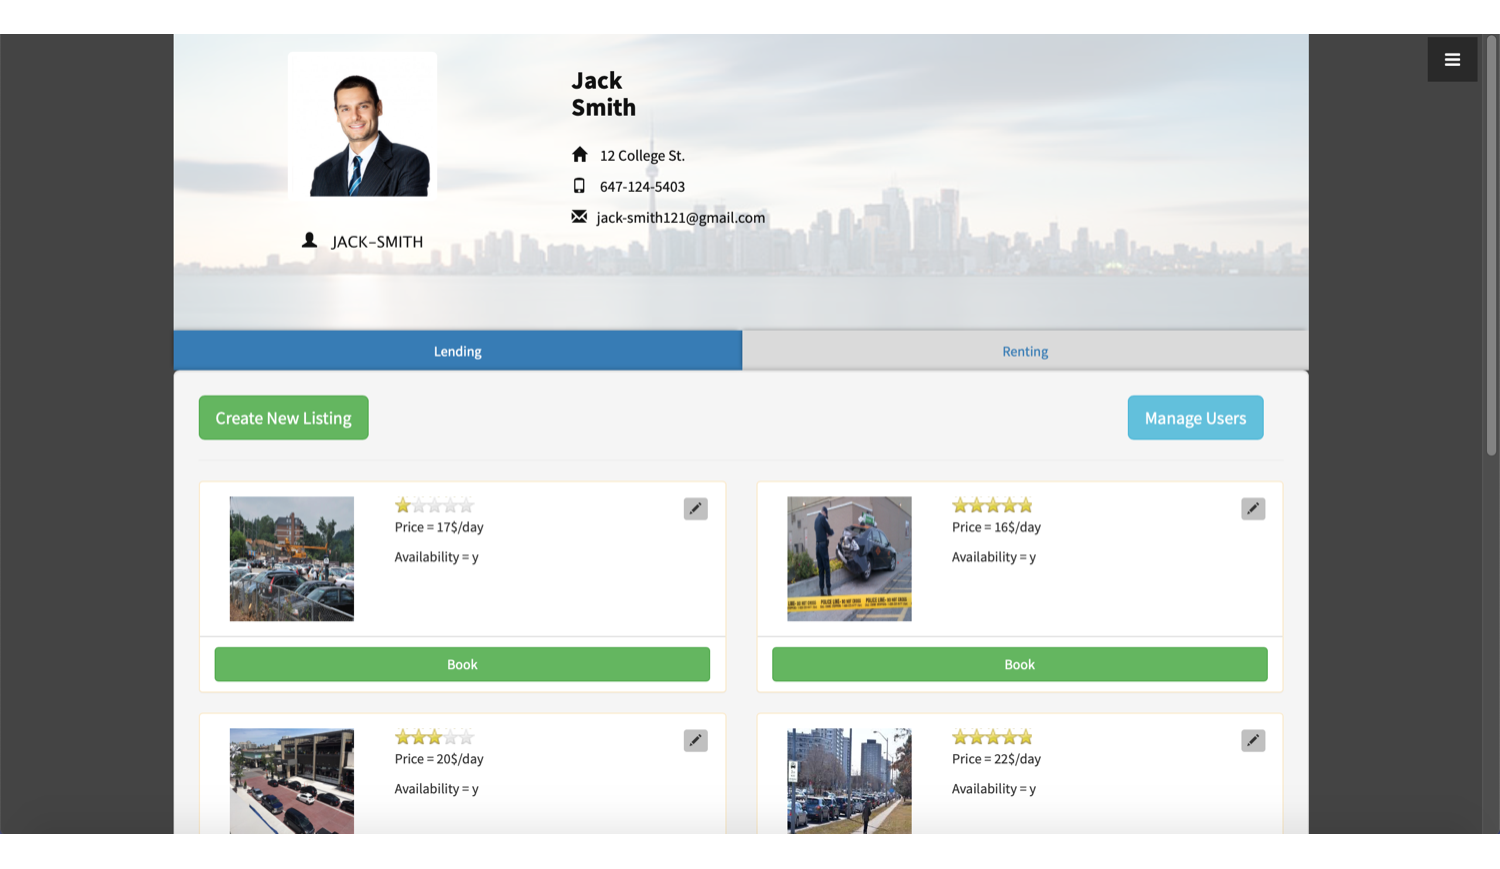 Jack
Smith
12 College St.
647-124-5403
jack-smith121@gmail.com
JACK-SMITH
Lending
Renting
Create New Listing
Manage Users
Price = 17$/day
Availability = y
Book
Price = 16$/day
Availability = y
Book
Price = 20$/day
Availability = y
Price = 22$/day
Availability = y